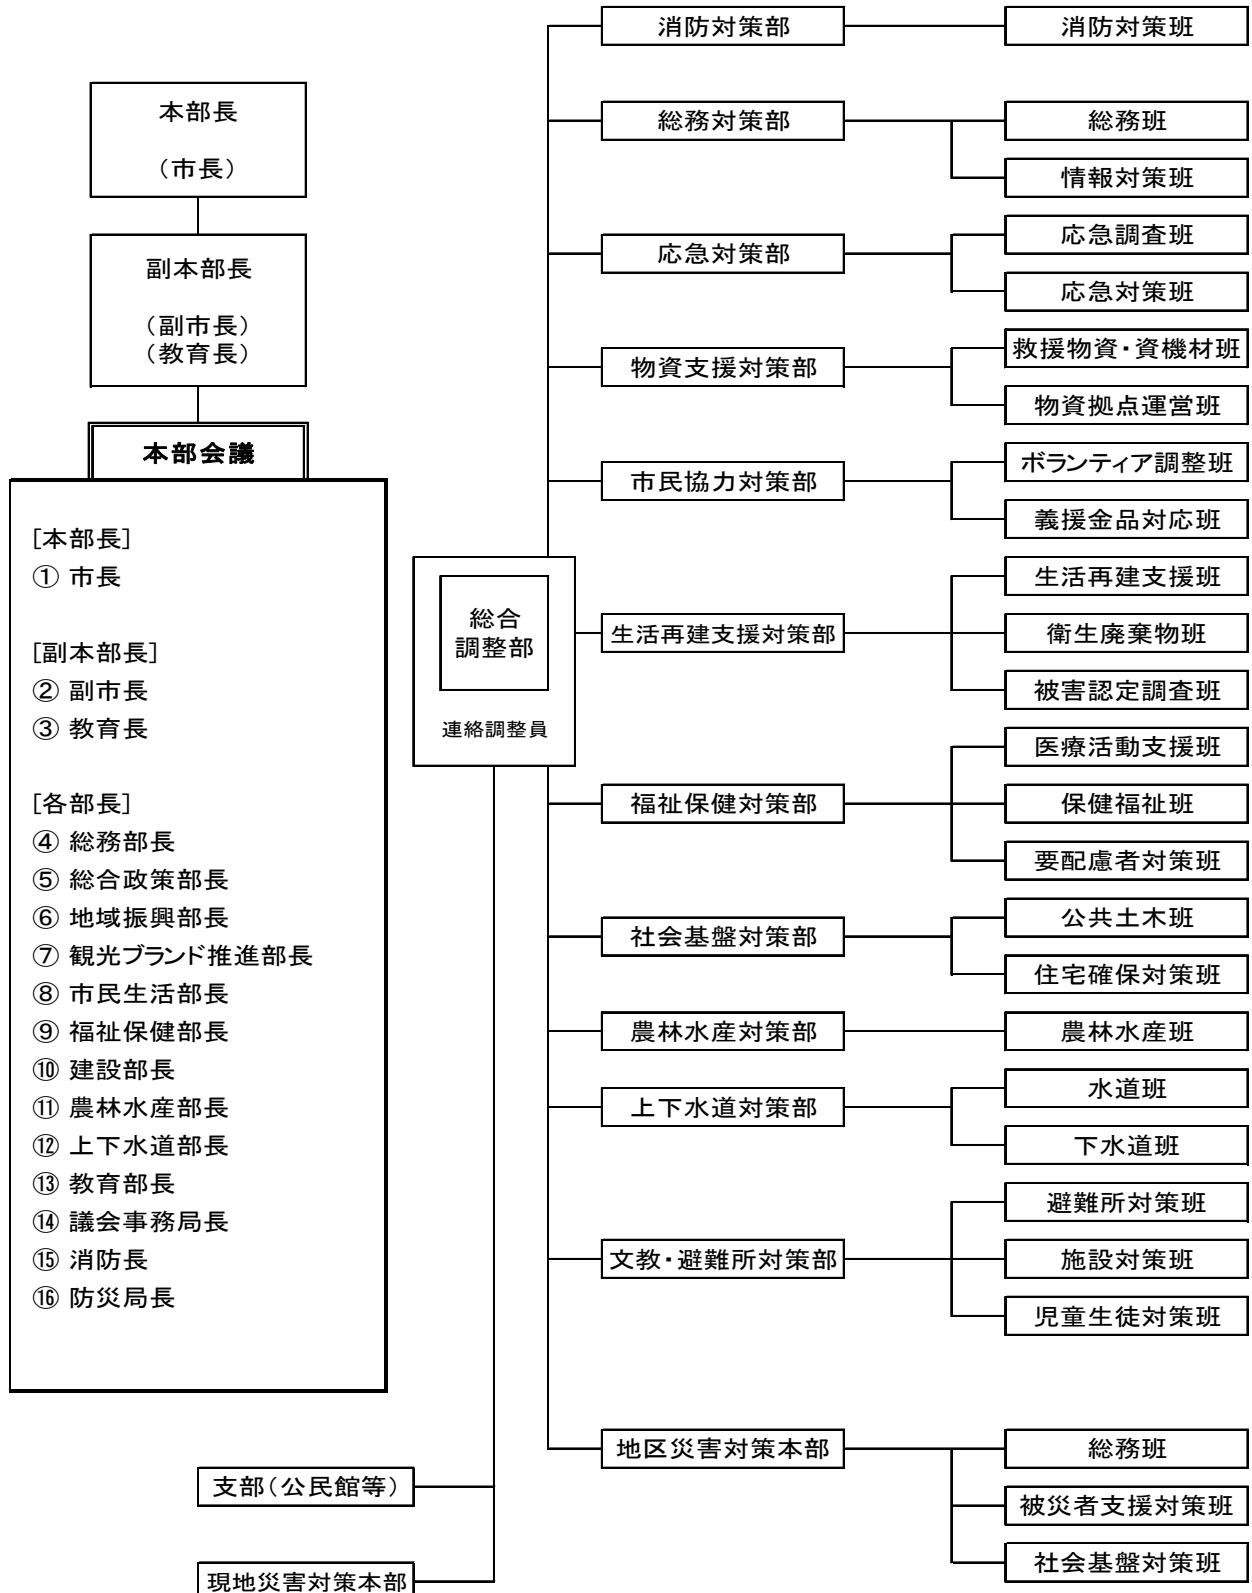 本部長
（市長）
副本部長
（副市長）
（教育長）
本部会議
[本部長]
① 市長
[副本部長]
② 副市長
③ 教育長
[各部長]
④ 総務部長
⑤ 総合政策部長
⑥ 地域振興部長
⑦ 観光ブランド推進部長
⑧ 市民生活部長
⑨ 福祉保健部長
⑩ 建設部長
⑪ 農林水産部長
⑫ 上下水道部長
⑬ 教育部長
⑭ 議会事務局長
⑮ 消防長
⑯ 防災局長
総合
調整部
連絡調整員
支部（公民館等）
現地災害対策本部
消防対策部
消防対策班
総務対策部
総務班
情報対策班
応急対策部
応急調査班
応急対策班
物資支援対策部
救援物資・資機材班
物資拠点運営班
市民協力対策部
ボランティア調整班
義援金品対応班
生活再建支援対策部
生活再建支援班
衛生廃棄物班
被害認定調査班
福祉保健対策部
医療活動支援班
保健福祉班
要配慮者対策班
社会基盤対策部
公共土木班
住宅確保対策班
農林水産対策部
農林水産班
上下水道対策部
水道班
下水道班
文教・避難所対策部
避難所対策班
施設対策班
児童生徒対策班
地区災害対策本部
総務班
被災者支援対策班
社会基盤対策班